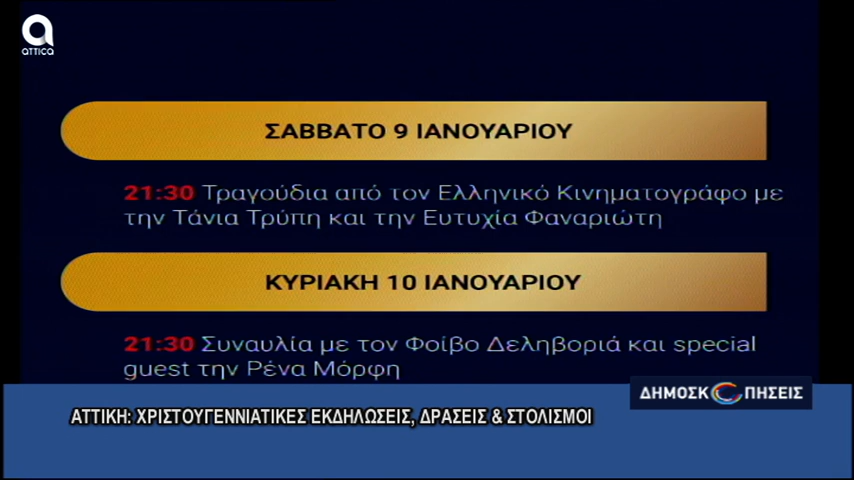 ATTICA
ΣΑΒΒΑΤΟ 9 ΙΑΝΟΥΑΡΙΟΥ
21:30 Τραγούδια από τον Ελληνικό Κινηματογράφο με
την Τάνια Τρύπη και την Ευτυχία Φαναριώτη
ΚΥΡΙΑΚΗ 10 ΙΑΝΟΥΑΡΙΟΥ
21:30 Συναυλία με τον Φοίβο Δεληβοριά και special
guest την Ρένα Μόρφη
ΔΗΜΟΣΚΟΠΗΣΕΙΣ
ΑΤΤΙΚΗ: ΧΡΙΣΤΟΥΓΕΝΝΙΑΤΙΚΕΣ ΕΚΔΗΛΩΣΕΙΣ, ΔΡΑΣΕΙΣ & ΣΤΟΛΙΣΜΟΙ